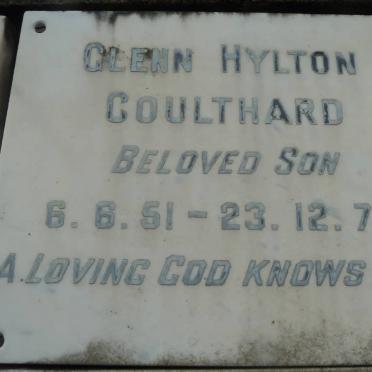 GLENN HYLTON
COULTHARD
BELOVED SON
6. 6. 51 - 23. 12. 7
A LOVING GOD KNOWS